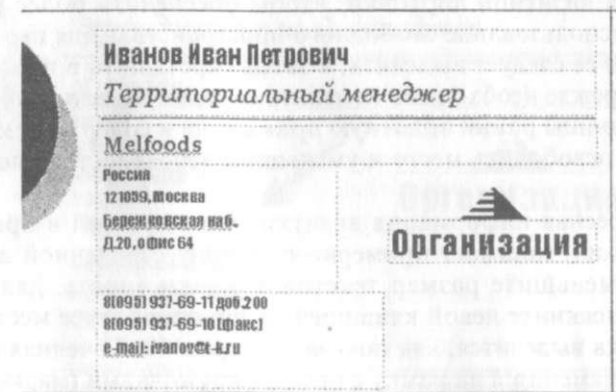 Иванов Иван Петрович
Территориальный менеджер
Melfoods
Россия
121059, Москва
Бережковская наб.
Д.20, офис 64
Организация
8(095) 937-69-11 доб.200
8(095) 937-69-10 (факс)
e-mail-ivanov@t-k.ru